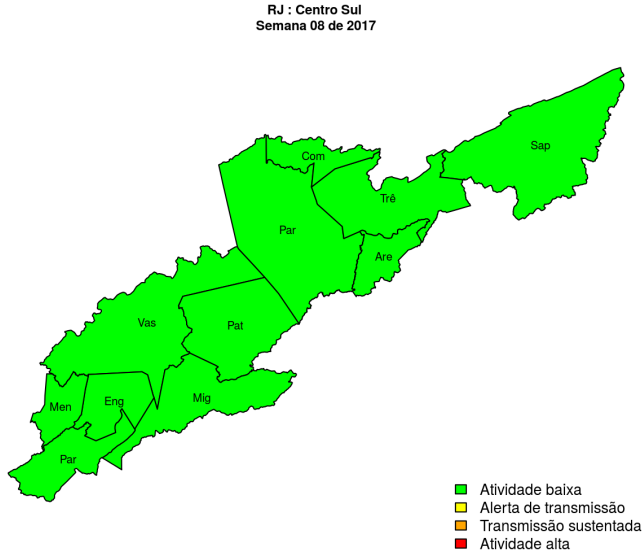 RJ : Centro Sul
Semana 08 de 2017
Sap
Com
Trê
Par
Are
Vas
Pat
Mig
Men
Eng
Par
Atividade baixa
Alerta de transmissão
Transmissão sustentada
Atividade alta